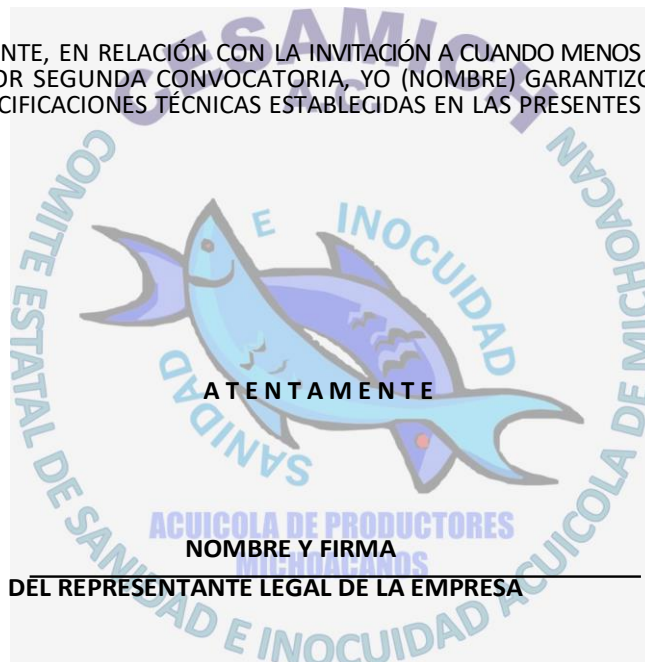 CESAMICH
A.C.
NTE, EN RELACIÓN CON LA INVITACIÓN A CUANDO MENOS
OR SEGUNDA CONVOCATORIA, YO (NOMBRE) GARANTIZO
CIFICACIONES TÉCNICAS ESTABLECIDAS EN LAS PRESENTES
COMITE ESTATAL DE SANIDAD E INOCUIDAD ACUICOLA DE MICHOACAN
SANIDAD E INOCUIDAD
A T E N T A M E N T E
ACUICOLA DE PRODUCTORES
MICHOACANOS
NOMBRE Y FIRMA
DEL REPRESENTANTE LEGAL DE LA EMPRESA